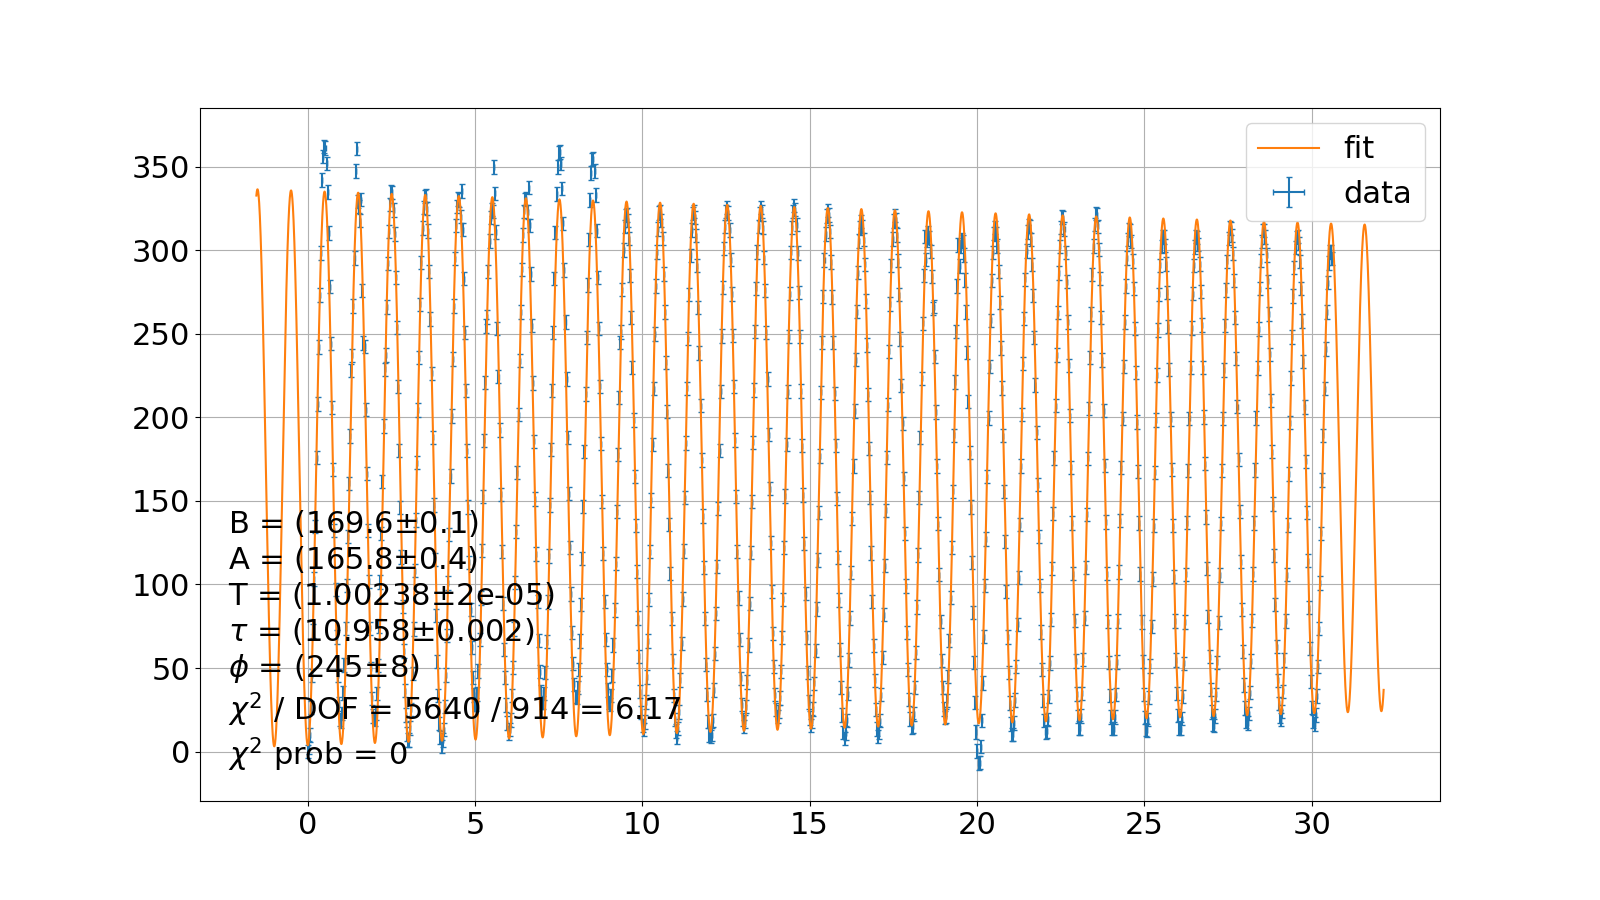 350
300
250
200
150
100
50
0
fit
data
B = (169.6±0.1)
A = (165.8±0.4)
T = (1.00238±2e-05)
τ = (10.958±0.002)
ϕ = (245±8)
χ² / DOF = 5640 / 914 = 6.17
χ² prob = 0
0 5 10 15 20 25 30